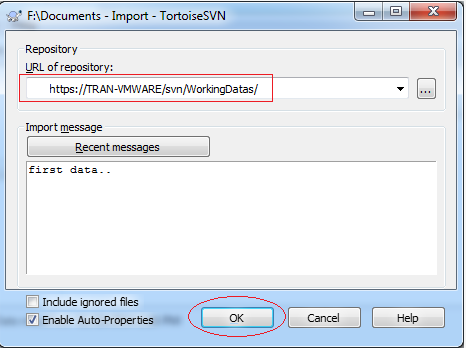 F:\Documents - Import - TortoiseSVN
Repository
URL of repository:
https://TRAN-VMWARE/svn/WorkingDatas/
...
Import message
Recent messages
first data..
Include ignored files
Enable Auto-Properties
OK
Cancel
Help